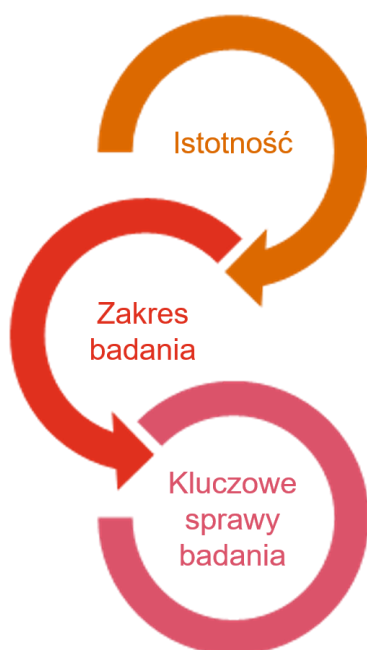 Istotność
Zakres
badania
Kluczowe
sprawy
badania